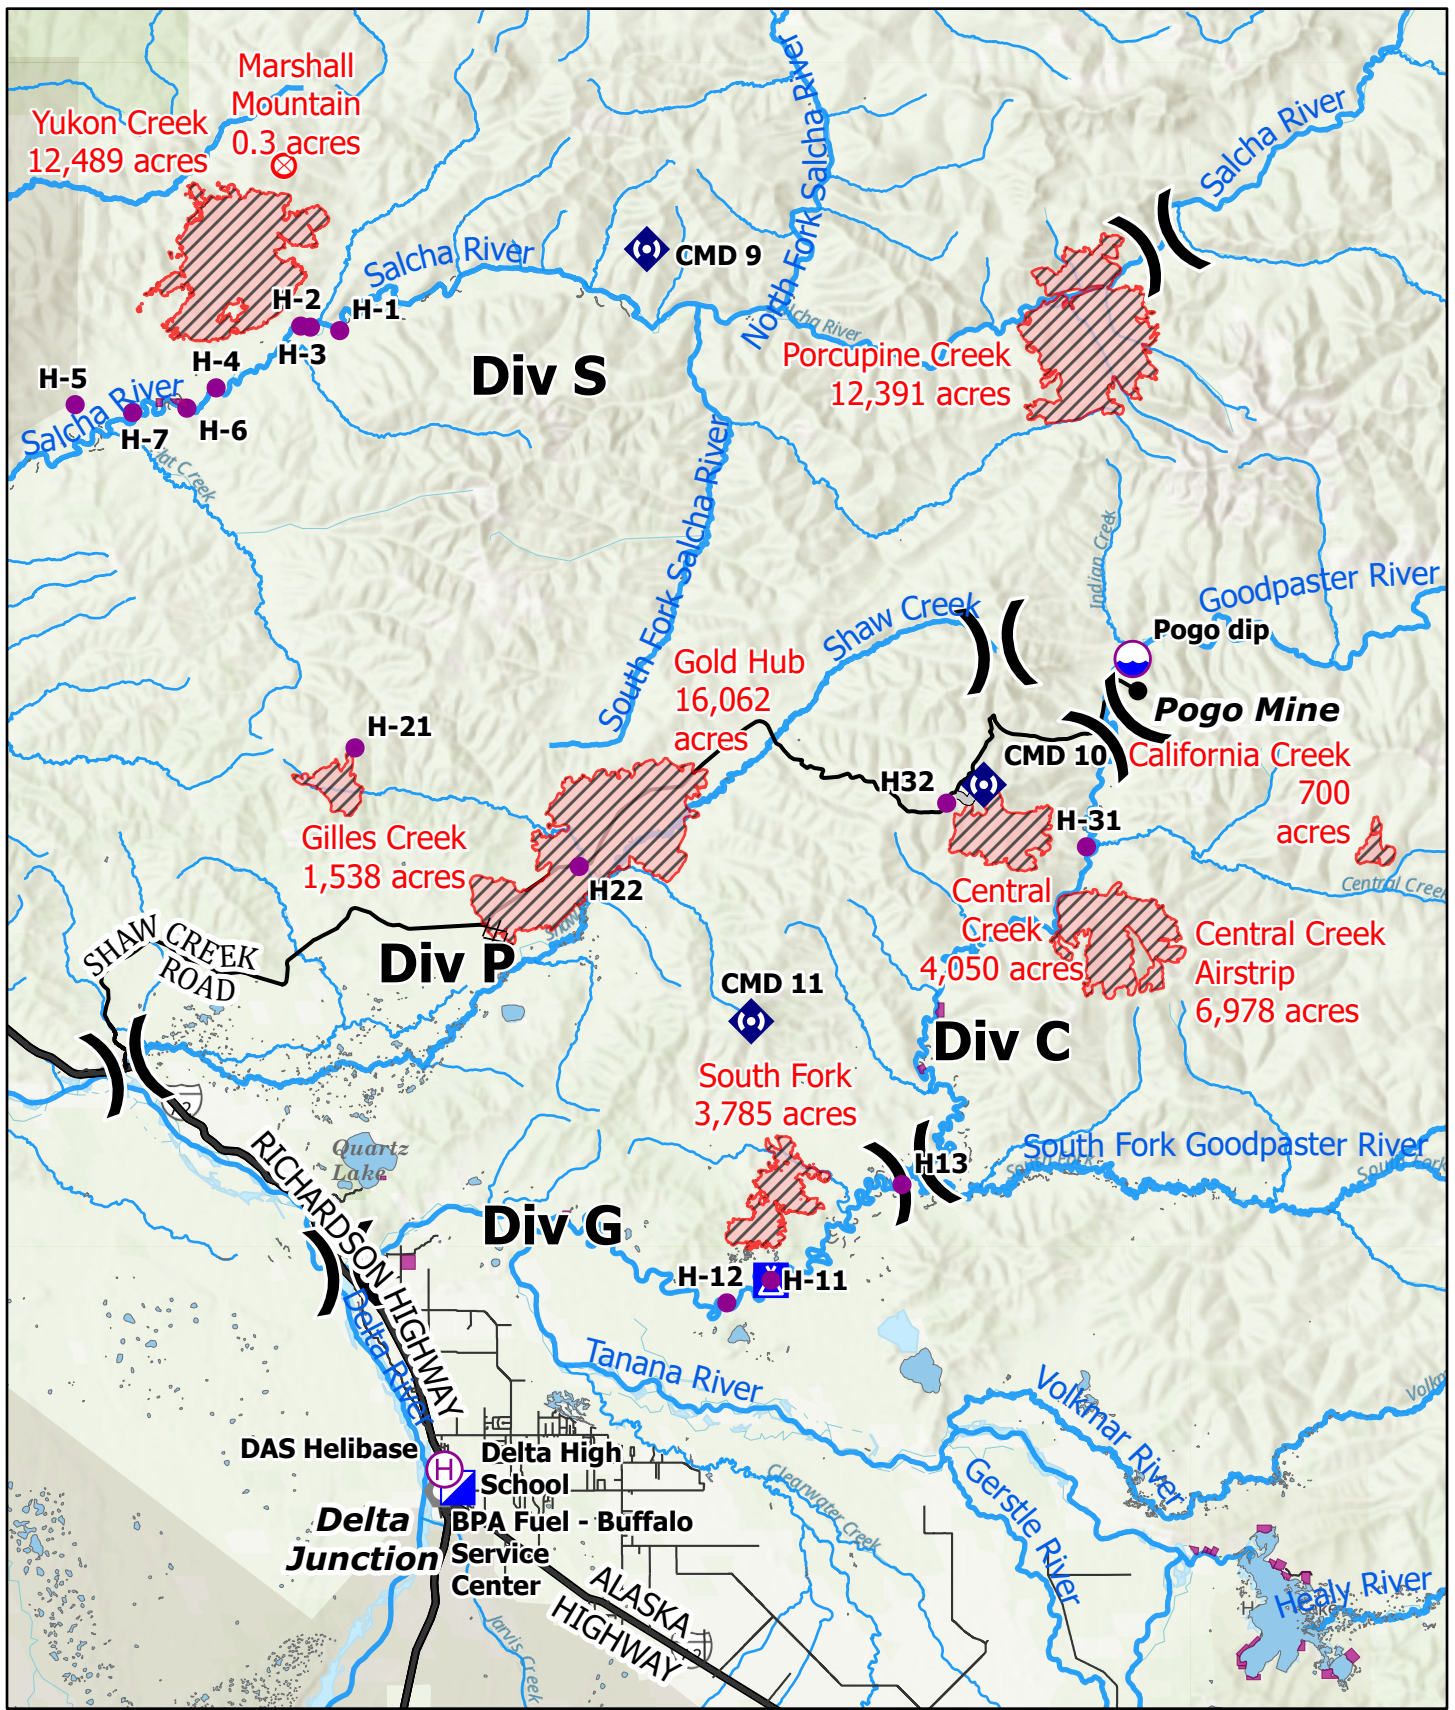 Marshall
Mountain
0.3 acres
Yukon Creek
12,489 acres
North Fork Salcha River
Salcha River
Salcha River
CMD 9
H-2
H-1
H-3
H-4
H-5
Salcha River
H-7
H-6
Div S
Porcupine Creek
12,391 acres
South Fork Salcha River
Indian Creek
Goodpaster River
Shaw Creek
Pogo dip
Pogo Mine
Gold Hub
16,062
acres
H-21
CMD 10
California Creek
700
acres
H32
H-31
Gilles Creek
1,538 acres
H22
Central Creek
Central
Creek
4,050 acres
Central Creek
Airstrip
6,978 acres
SHAW CREEK
ROAD
Div P
CMD 11
Div C
South Fork
3,785 acres
Quartz
Lake
South Fork Goodpaster River
South Fork
South Fork
H13
RICHARDSON HIGHWAY
Div G
H-12
H-11
Delta River
Tanana River
Volkmar River
DAS Helibase
H
Delta High
School
Clearwater Creek
Gerstle River
Delta
Junction
BPA Fuel - Buffalo
Service
Center
ALASKA
HIGHWAY
Jarvis Creek
Healy River